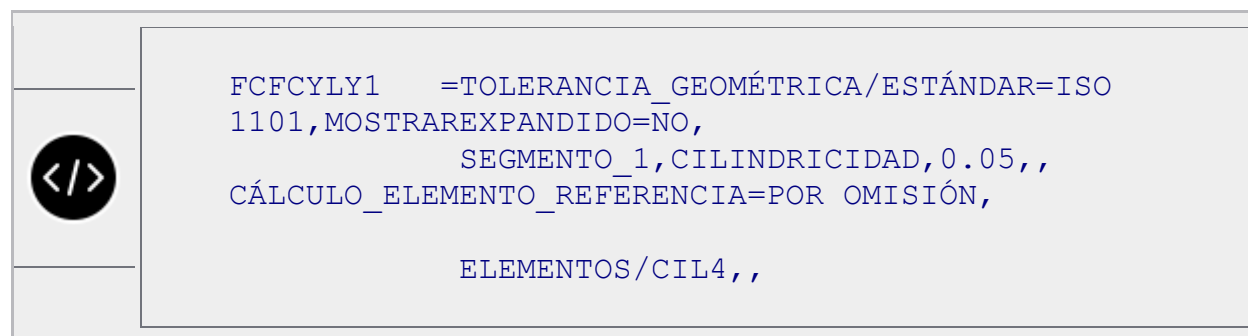 FCFCYLY1 =TOLERANCIA_GEOMÉTRICA/ESTÁNDAR=ISO
1101,MOSTRAREXPANDIDO=NO,
SEGMENTO_1,CILINDRICIDAD,0.05,,
CÁLCULO_ELEMENTO_REFERENCIA=POR OMISIÓN,
ELEMENTOS/CIL4,,